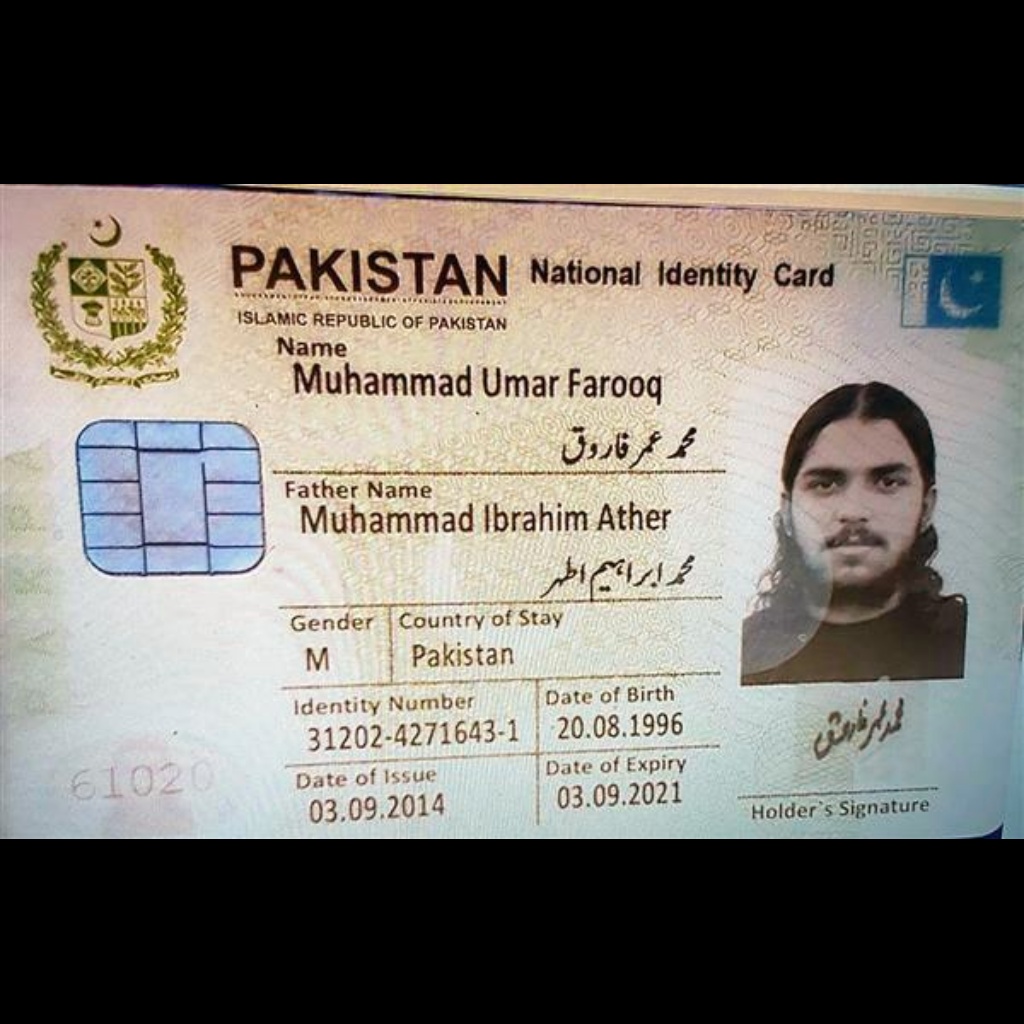 PAKISTAN National Identity Card
ISLAMIC REPUBLIC OF PAKISTAN
Name
Muhammad Umar Farooq
محمد عمر فاروق
Father Name
Muhammad Ibrahim Ather
محمد ابراہیم اطہر
Gender Country of Stay
M Pakistan
Identity Number Date of Birth
31202-4271643-1 20.08.1996
Date of Issue Date of Expiry
03.09.2014 03.09.2021
61020
محمد عمر فاروق
Holder's Signature